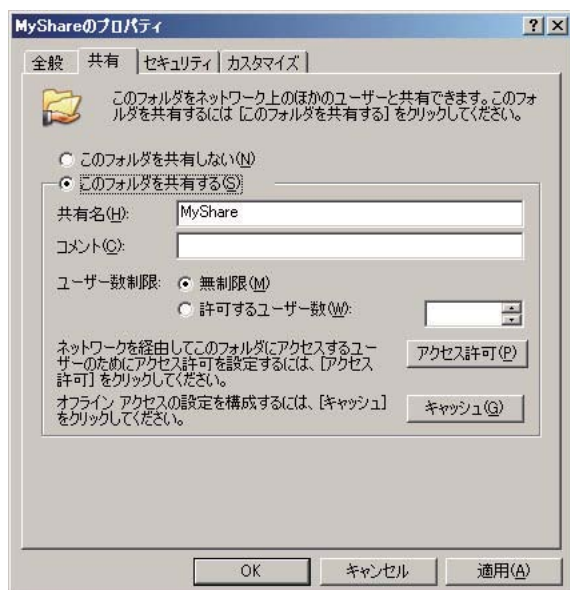 MyShareのプロパティ
? ×
全般 共有 セキュリティ カスタマイズ
このフォルダをネットワーク上のほかのユーザーと共有できます。このフォ
ルダを共有するには [このフォルダを共有する] をクリックしてください。
このフォルダを共有しない(N)
このフォルダを共有する(S)
共有名(H): MyShare
コメント(C):
ユーザー数制限: 無制限(M)
許可するユーザー数(W):
ネットワークを経由してこのフォルダにアクセスするユー
ザーのためにアクセス許可を設定するには、[アクセス
許可] をクリックしてください。
アクセス許可(P)
オフライン アクセスの設定を構成するには、[キャッシュ]
をクリックしてください。
キャッシュ(G)
OK キャンセル 適用(A)